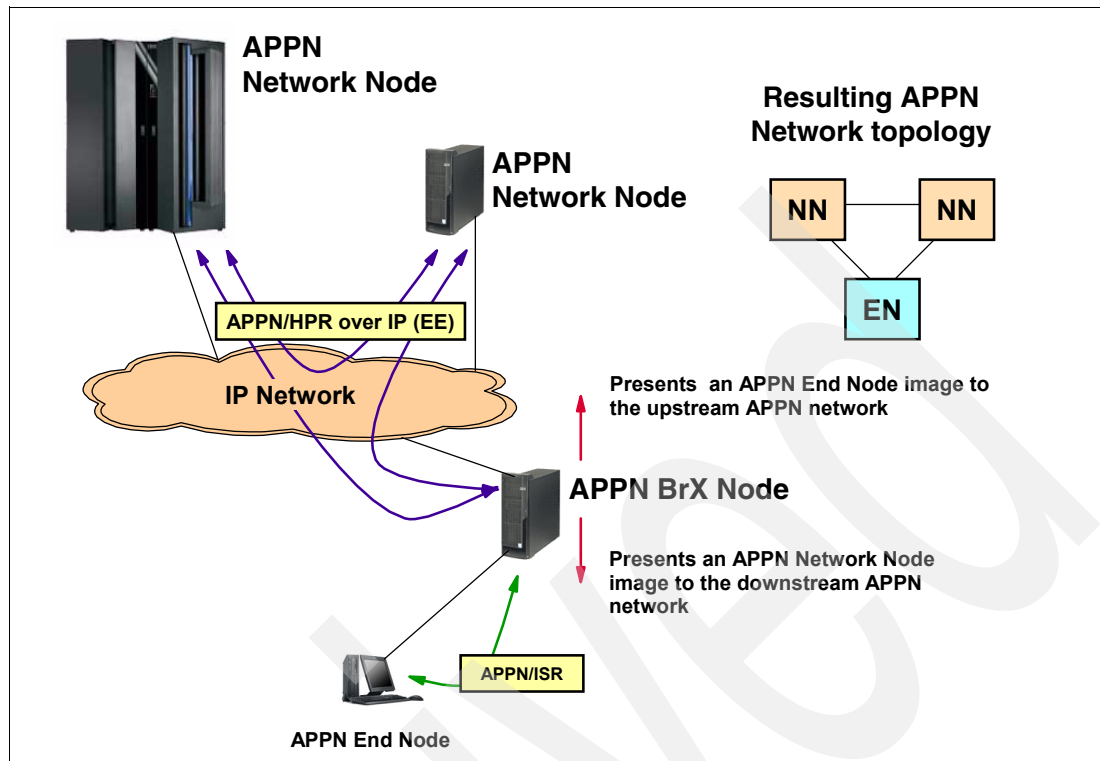 APPN
Network Node
APPN
Network Node
Resulting APPN
Network topology
NN
NN
EN
APPN/HPR over IP (EE)
IP Network
Presents an APPN End Node image to
the upstream APPN network
APPN BrX Node
Presents an APPN Network Node
image to the downstream APPN
network
APPN/ISR
APPN End Node